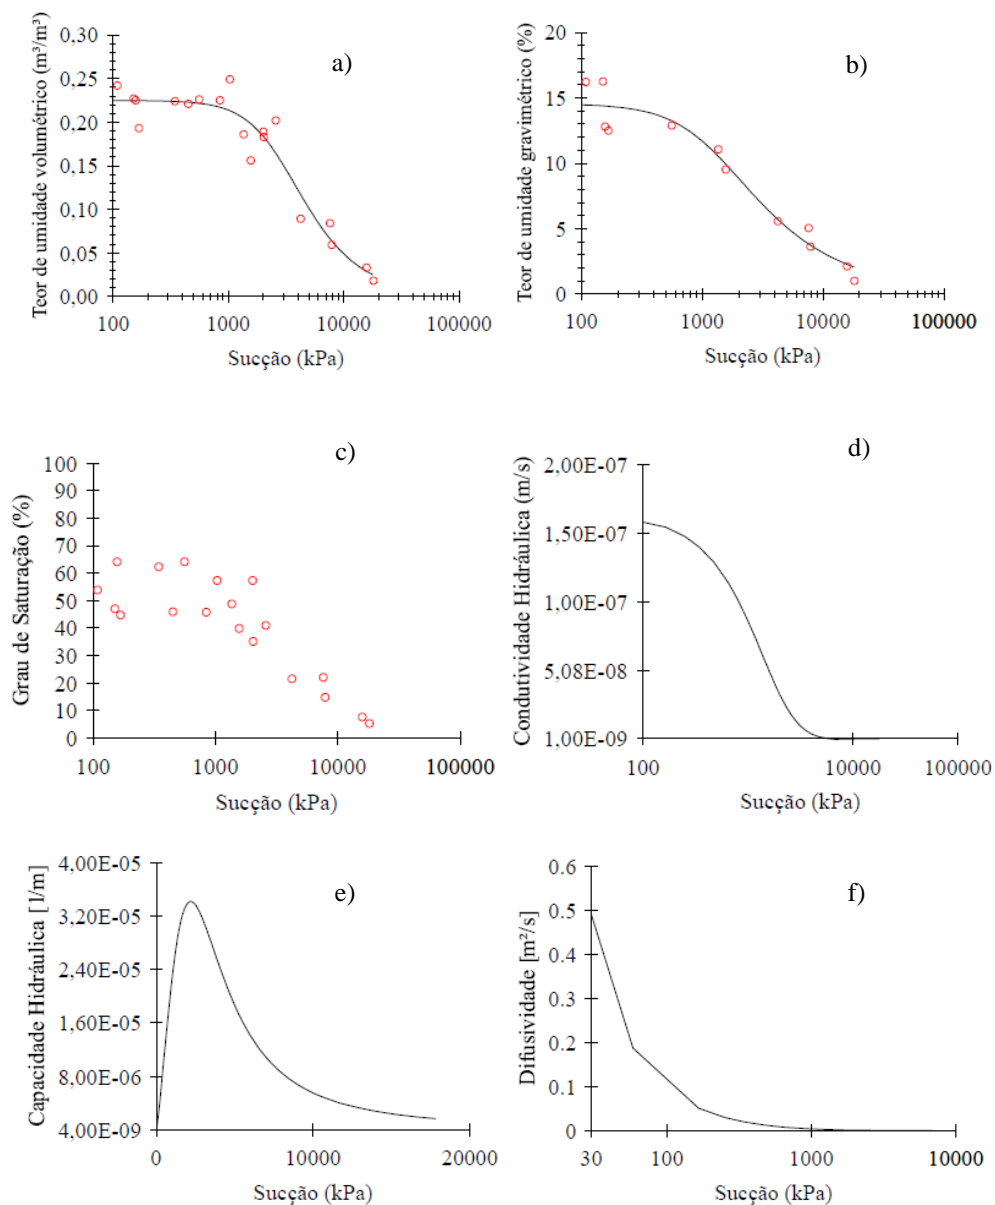 a)
Teor de umidade volumétrico (m³/m³)
0,30
0,25
0,20
0,15
0,10
0,05
0,00
100 1000 10000 100000
Sucção (kPa)
b)
Teor de umidade gravimétrico (%)
20
15
10
5
0
100 1000 10000 100000
Sucção (kPa)
c)
Grau de Saturação (%)
100
90
80
70
60
50
40
30
20
10
0
100 1000 10000 100000
Sucção (kPa)
d)
Condutividade Hidráulica (m/s)
2,00E-07
1,50E-07
1,00E-07
5,08E-08
1,00E-09
100 10000 100000
Sucção (kPa)
e)
Capacidade Hidráulica [1/m]
4,00E-05
3,20E-05
2,40E-05
1,60E-05
8,00E-06
4,00E-09
0 10000 20000
Sucção (kPa)
f)
Difusividade [m²/s]
0.6
0.5
0.4
0.3
0.2
0.1
0
30 100 1000 10000
Sucção (kPa)